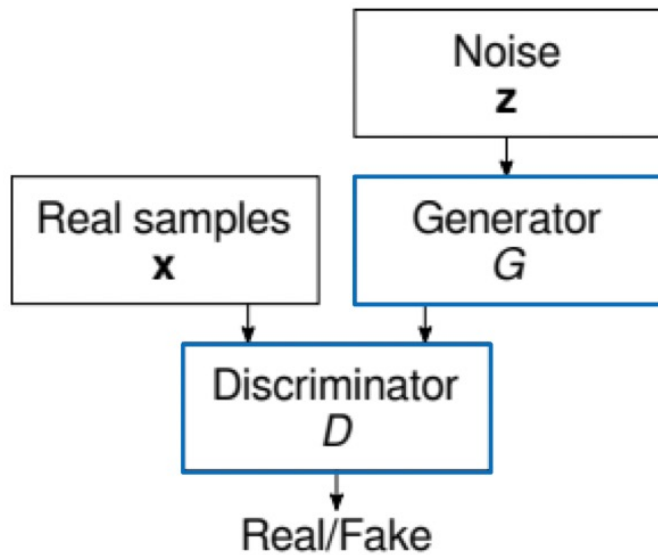 Noise
z
Real samples
x
Generator
G
Discriminator
D
Real/Fake